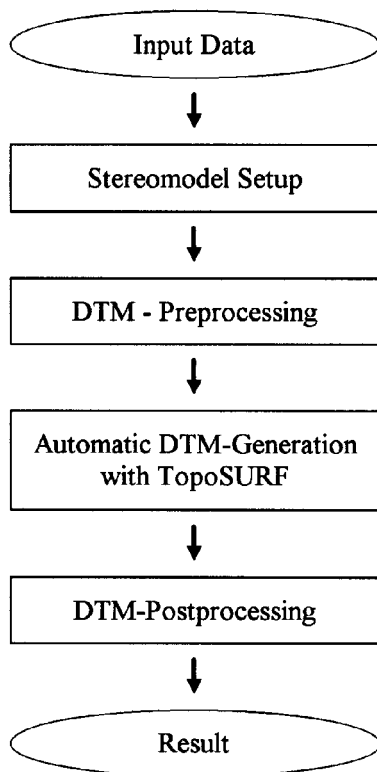 Input Data
Stereomodel Setup
DTM - Preprocessing
Automatic DTM-Generation
with TopoSURF
DTM-Postprocessing
Result